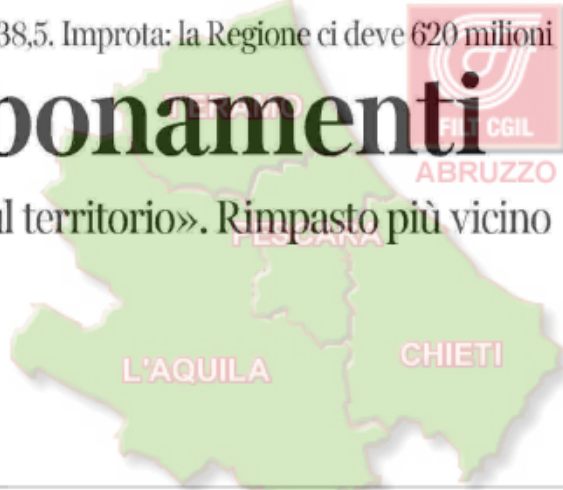 38,5. Improta: la Regione ci deve 620 milioni
bonamenti
FILT CGIL
ABRUZZO
TERAMO
l territorio». Rimpasto più vicino
PESCARA
L'AQUILA
CHIETI